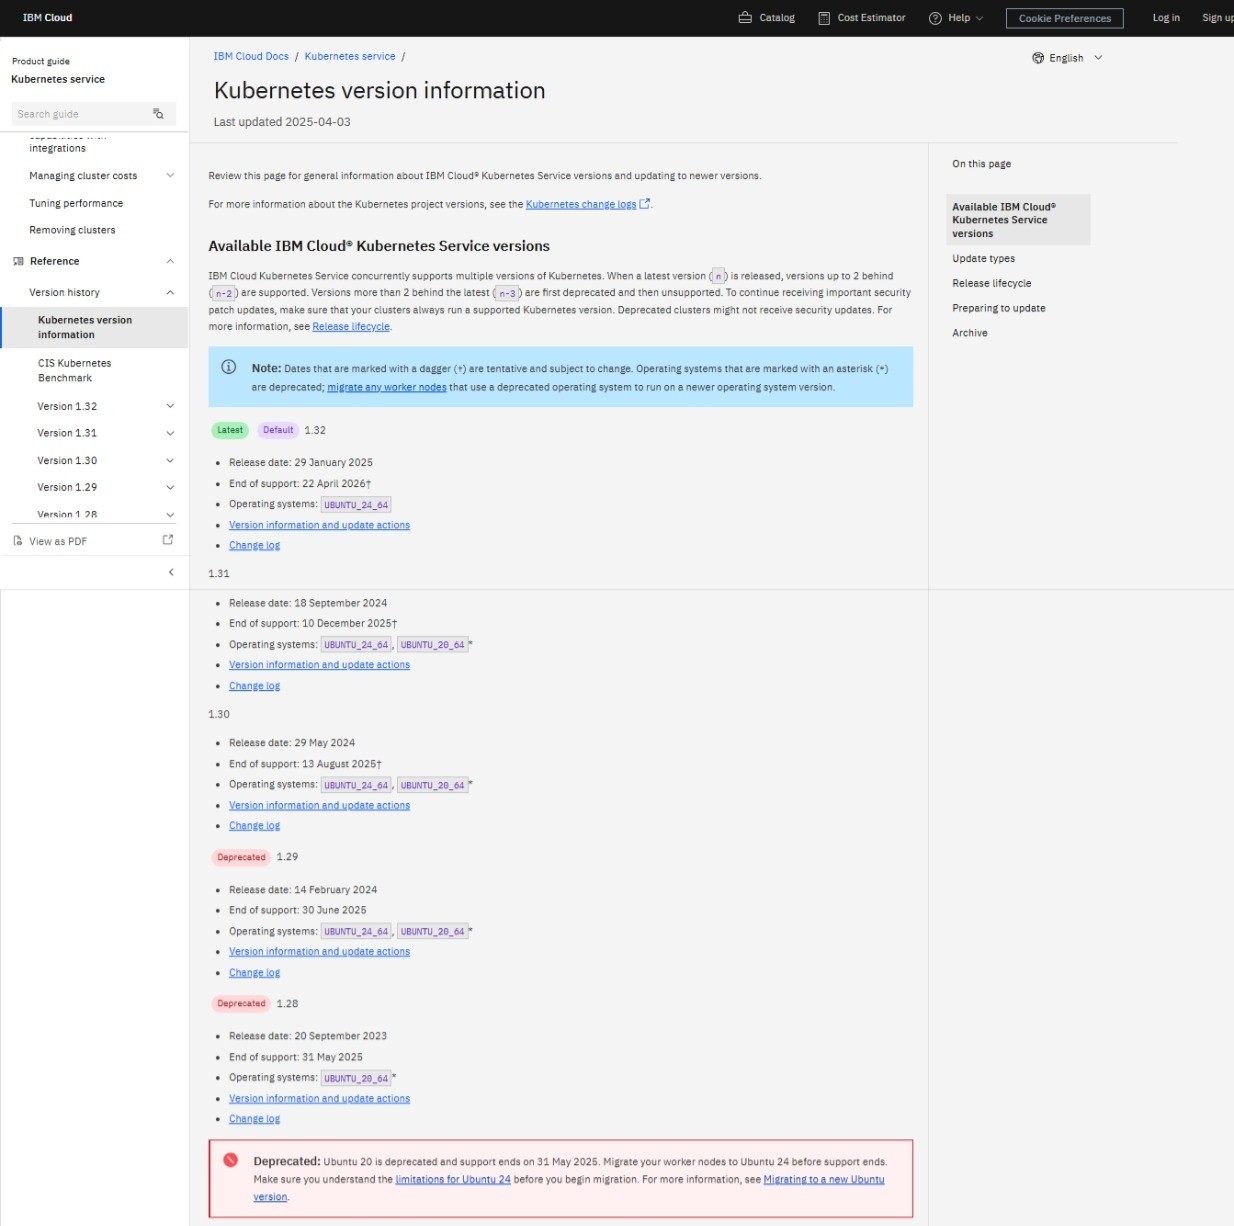 IBM Cloud
Catalog
Cost Estimator
Help
Cookie Preferences
Log in
Sign up
Product guide
Kubernetes service
Search guide
integrations
Managing cluster costs
Tuning performance
Removing clusters
Reference
Version history
Kubernetes version
information
CIS Kubernetes
Benchmark
Version 1.32
Version 1.31
Version 1.30
Version 1.29
Version 1.28
View as PDF
IBM Cloud Docs / Kubernetes service /
English
Kubernetes version information
Last updated 2025-04-03
Review this page for general information about IBM Cloud® Kubernetes Service versions and updating to newer versions.
For more information about the Kubernetes project versions, see the Kubernetes change logs.
Available IBM Cloud® Kubernetes Service versions
IBM Cloud Kubernetes Service concurrently supports multiple versions of Kubernetes. When a latest version (n) is released, versions up to 2 behind
(n-2) are supported. Versions more than 2 behind the latest (n-3) are first deprecated and then unsupported. To continue receiving important security
patch updates, make sure that your clusters always run a supported Kubernetes version. Deprecated clusters might not receive security updates. For
more information, see Release lifecycle.
Note: Dates that are marked with a dagger (†) are tentative and subject to change. Operating systems that are marked with an asterisk (*)
are deprecated; migrate any worker nodes that use a deprecated operating system to run on a newer operating system version.
Latest Default 1.32
• Release date: 29 January 2025
• End of support: 22 April 2026†
• Operating systems: UBUNTU_24_64
• Version information and update actions
• Change log
1.31
• Release date: 18 September 2024
• End of support: 10 December 2025†
• Operating systems: UBUNTU_24_64, UBUNTU_20_64*
• Version information and update actions
• Change log
1.30
• Release date: 29 May 2024
• End of support: 13 August 2025†
• Operating systems: UBUNTU_24_64, UBUNTU_20_64*
• Version information and update actions
• Change log
Deprecated 1.29
• Release date: 14 February 2024
• End of support: 30 June 2025
• Operating systems: UBUNTU_24_64, UBUNTU_20_64*
• Version information and update actions
• Change log
Deprecated 1.28
• Release date: 20 September 2023
• End of support: 31 May 2025
• Operating systems: UBUNTU_20_64*
• Version information and update actions
• Change log
Deprecated: Ubuntu 20 is deprecated and support ends on 31 May 2025. Migrate your worker nodes to Ubuntu 24 before support ends.
Make sure you understand the limitations for Ubuntu 24 before you begin migration. For more information, see Migrating to a new Ubuntu
version.
On this page
Available IBM Cloud®
Kubernetes Service
versions
Update types
Release lifecycle
Preparing to update
Archive